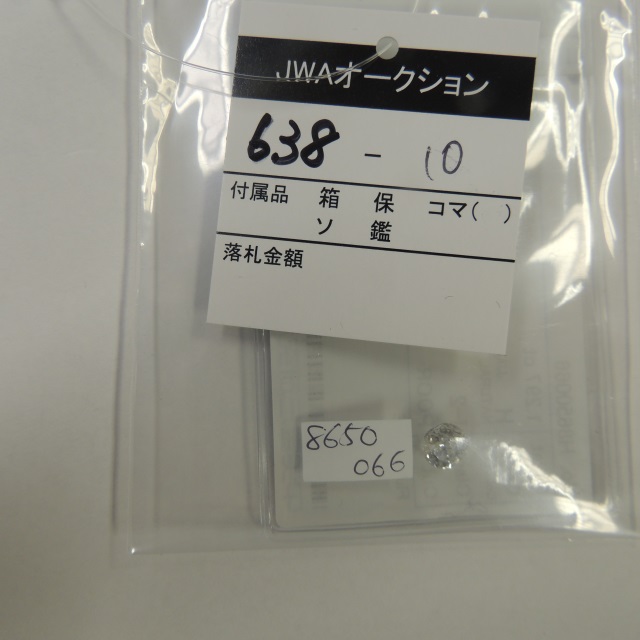 JWAオークション
638 - 10
付属品 箱 保 コマ( )
ソ 鑑
落札金額
8650
066